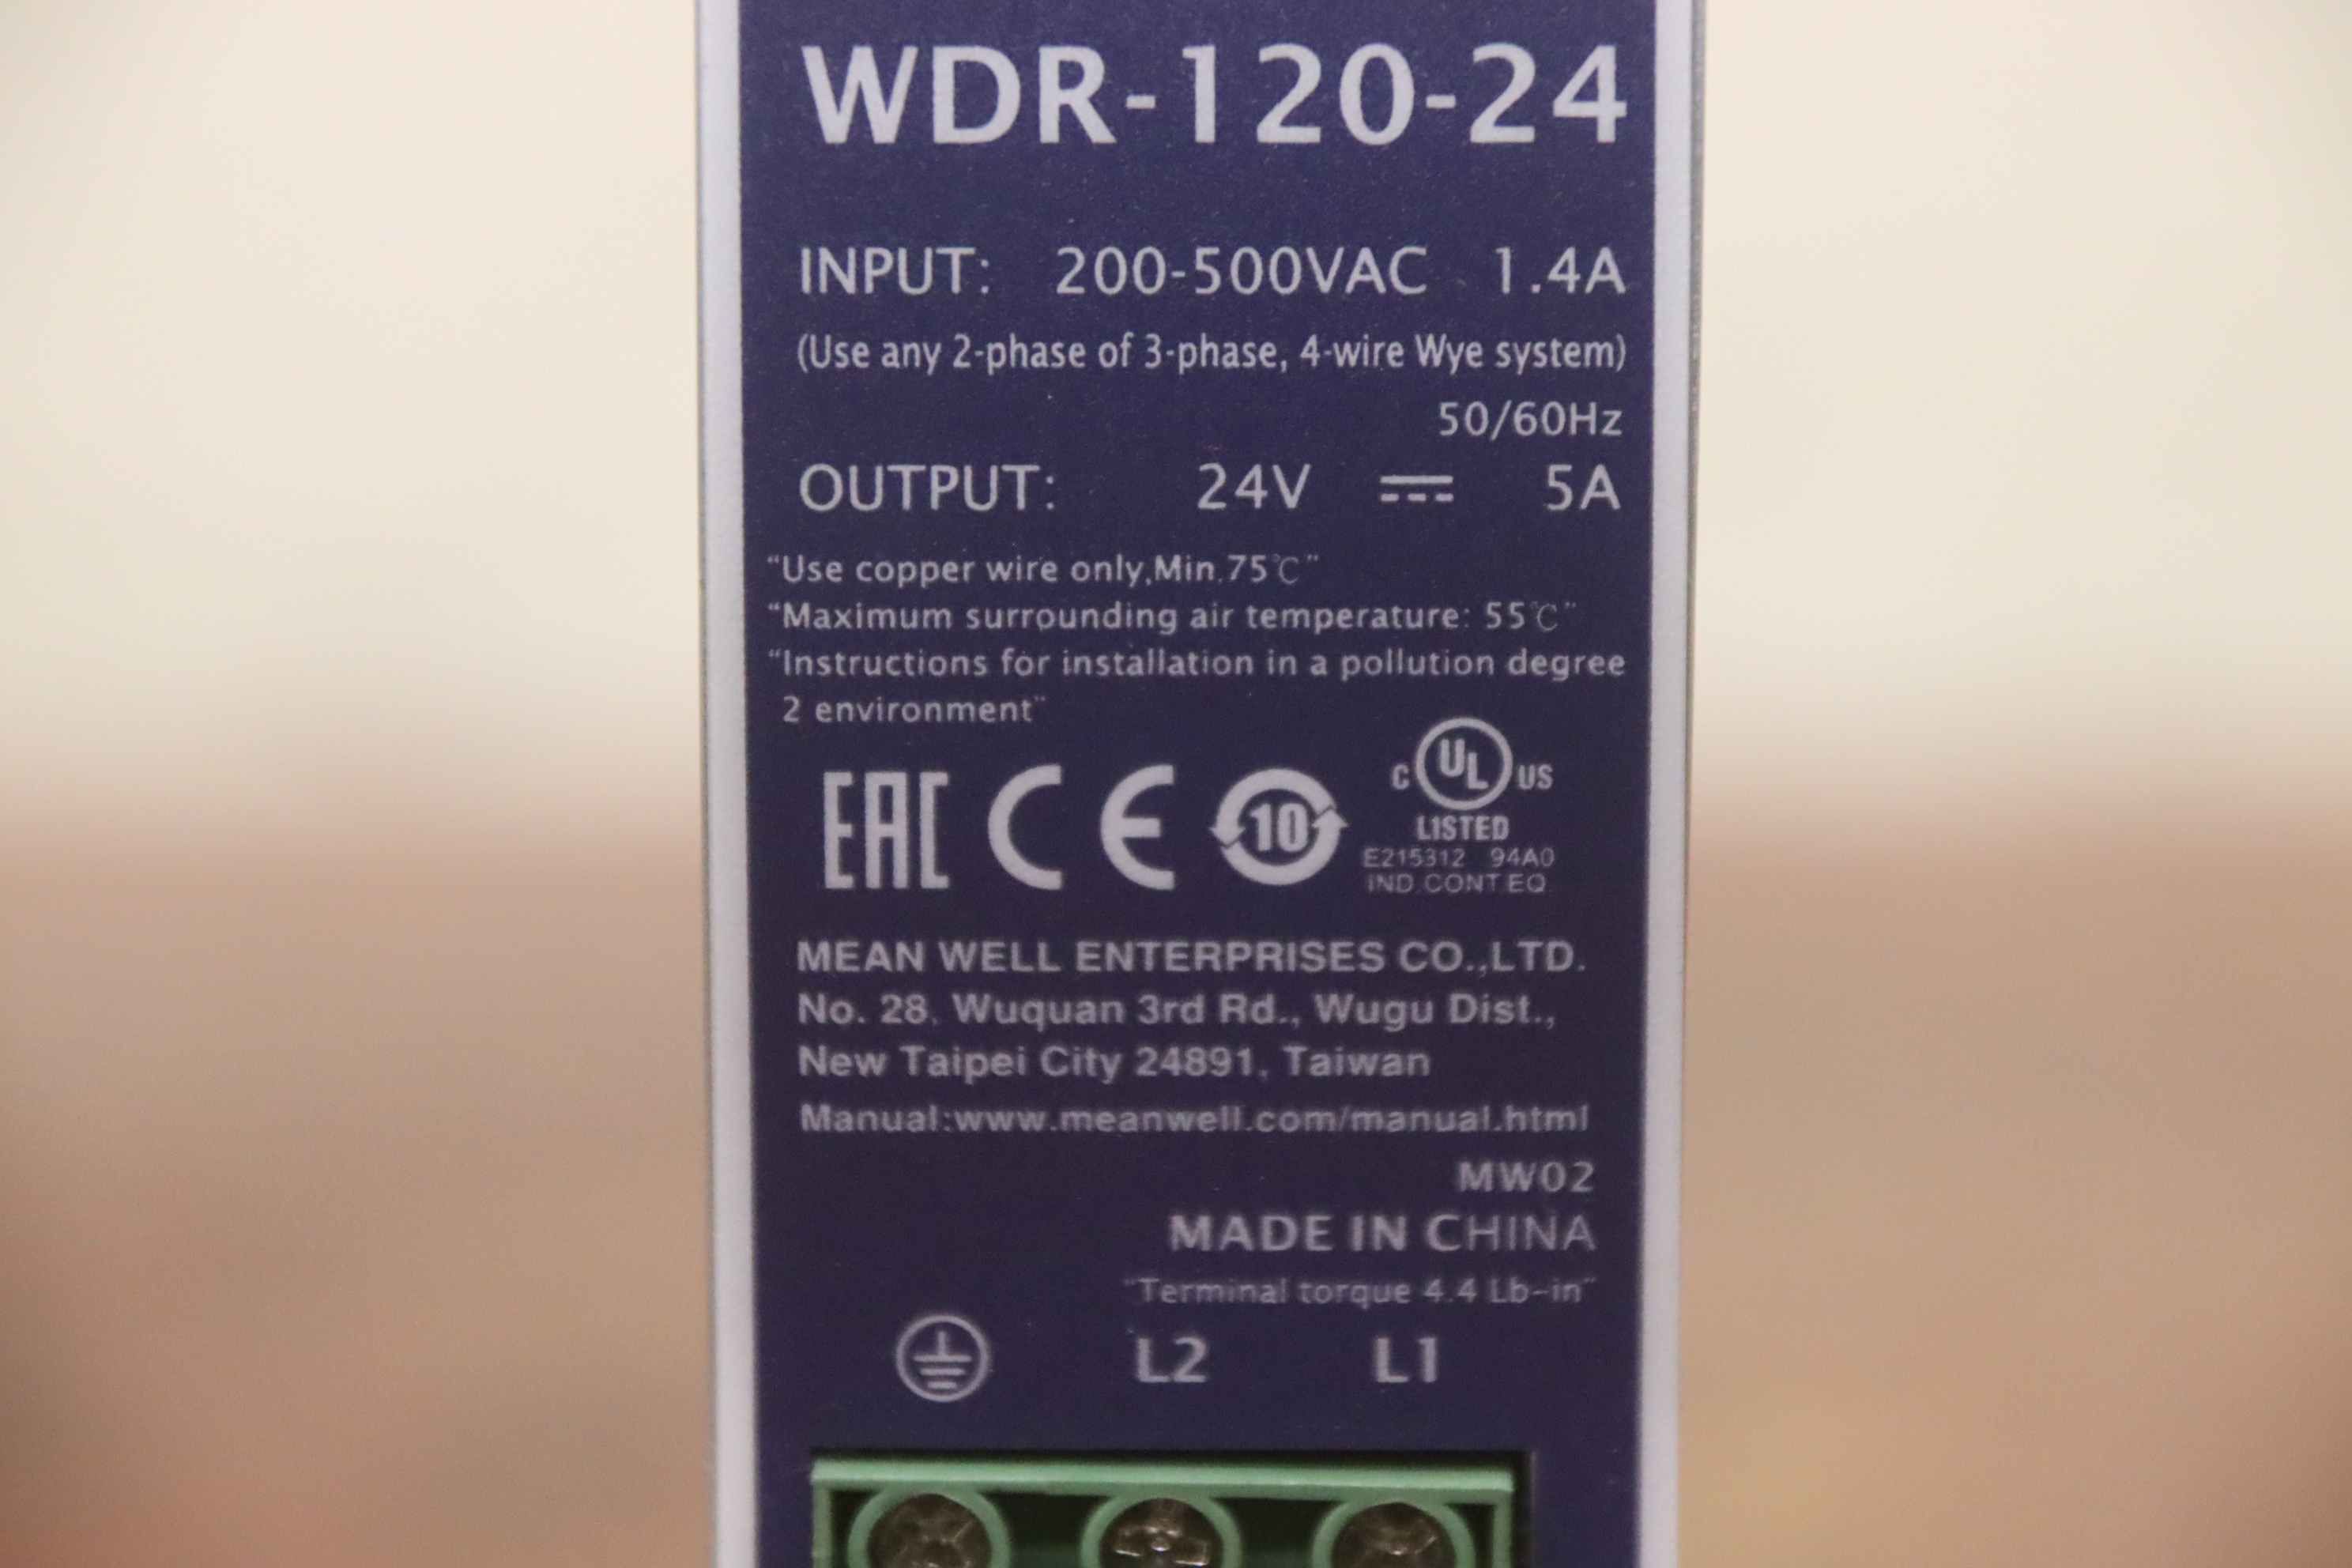 WDR-120-24
INPUT: 200-500VAC 1.4A
(Use any 2-phase of 3-phase, 4-wire Wye system)
50/60Hz
OUTPUT: 24V ⎓ 5A
“Use copper wire only,Min.75℃”
“Maximum surrounding air temperature: 55℃”
“Instructions for installation in a pollution degree
2 environment”
EAC CE 10 C UL US
LISTED
E215312 94A0
IND.CONT.EQ.
MEAN WELL ENTERPRISES CO.,LTD.
No. 28, Wuquan 3rd Rd., Wugu Dist.,
New Taipei City 24891, Taiwan
Manual:www.meanwell.com/manual.html
MW02
MADE IN CHINA
“Terminal torque 4.4 Lb-in”
L2 L1